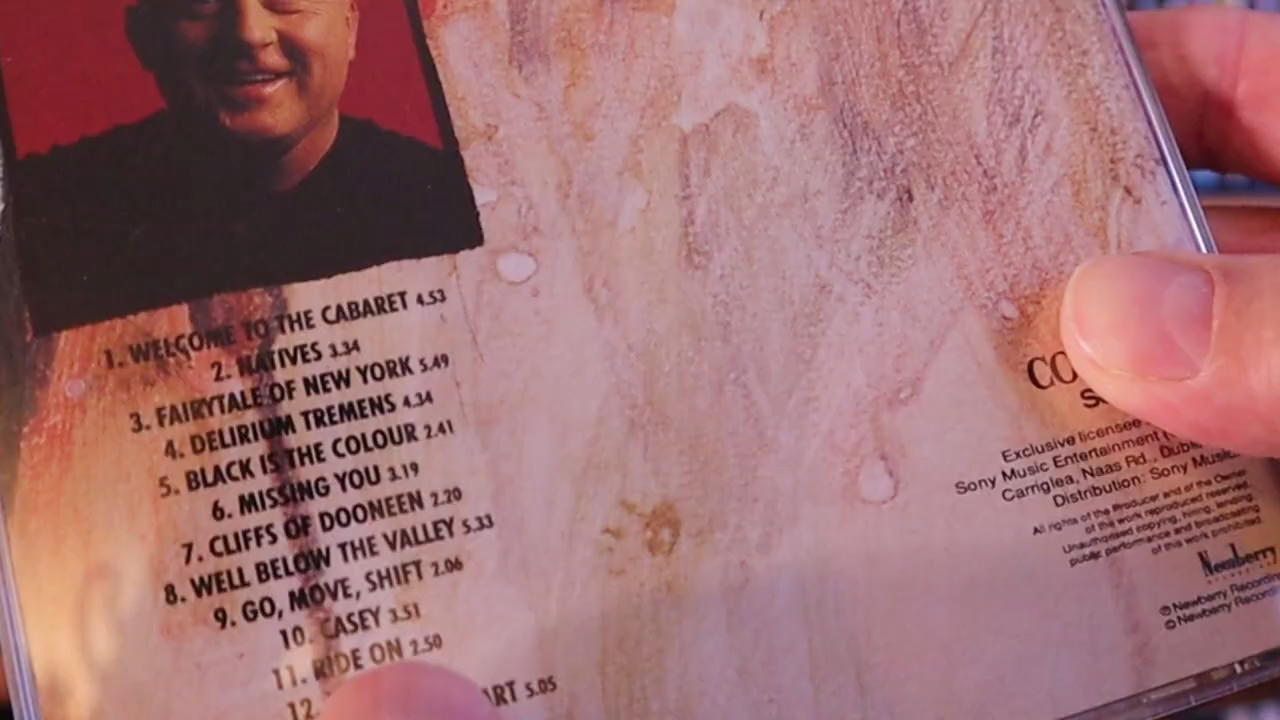 1. WELCOME TO THE CABARET 4.53
2. NATIVES 3.34
3. FAIRYTALE OF NEW YORK 5.49
4. DELIRIUM TREMENS 4.34
5. BLACK IS THE COLOUR 2.41
6. MISSING YOU 3.19
7. CLIFFS OF DOONEEN 2.20
8. WELL BELOW THE VALLEY 5.33
9. GO, MOVE, SHIFT 2.06
10. CASEY 3.51
11. RIDE ON 2.50
12. ART 5.05
CO
S
Exclusive licensee
Sony Music Entertainment
Carriglea, Naas Rd., Dubl
Distribution: Sony Music
All rights of the Producer and of the Owner
of the work reproduced reserved.
Unauthorised copying, hiring, lending,
public performance and broadcasting
of this work prohibited.
Newberry
℗ Newberry Recordin
© Newberry Recordi